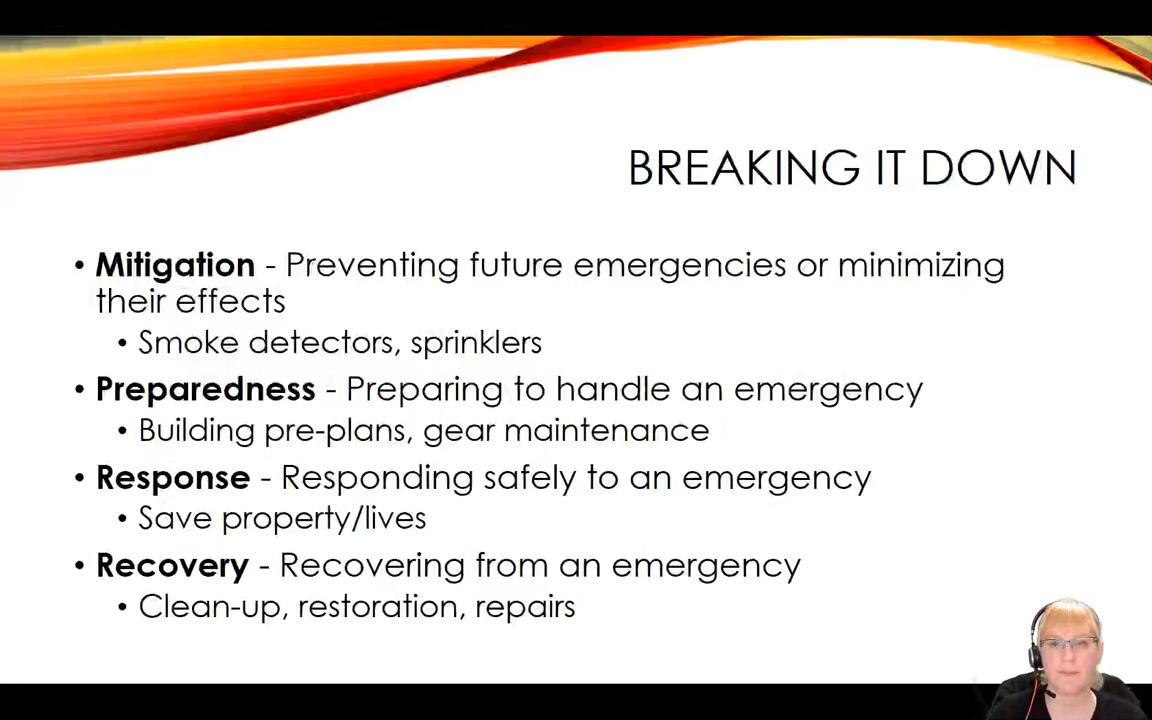 BREAKING IT DOWN
• Mitigation - Preventing future emergencies or minimizing
their effects
• Smoke detectors, sprinklers
• Preparedness - Preparing to handle an emergency
• Building pre-plans, gear maintenance
• Response - Responding safely to an emergency
• Save property/lives
• Recovery - Recovering from an emergency
• Clean-up, restoration, repairs